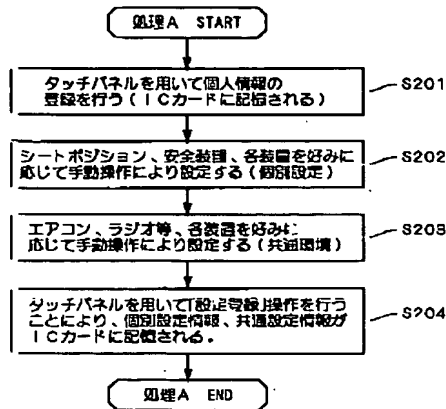 処理A START
タッチパネルを用いて個人情報の
登録を行う(ICカードに記憶される)
S201
シートポジション、安全装置、各装置を好みに
応じて手動操作により設定する(個別設定)
S202
エアコン、ラジオ等、各装置を好みに
応じて手動操作により設定する(共通環境)
S203
タッチパネルを用いて「設定登録」操作を行う
ことにより、個別設定情報、共通設定情報が
ICカードに記憶される。
S204
処理A END